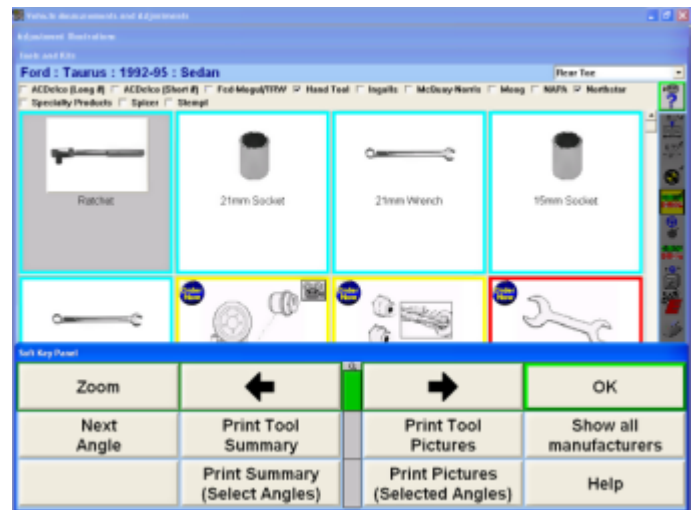 Vehicle Measurements and Adjustments
Adjustment Illustrations
Tools and Kits
Ford : Taurus : 1992-95 : Sedan
Rear Toe
ACDelco (Long #) ACDelco (Short #) Fed-Mogul/TRW Hand Tool Ingalls McQuay-Norris Moog NAPA Northstar
Specialty Products Spicer Stempf
Ratchet
21mm Socket
21mm Wrench
15mm Socket
Order Now
Order Now
Order Now
Soft Key Panel
Zoom
OK
Next Angle
Print Tool Summary
Print Tool Pictures
Show all manufacturers
Print Summary (Select Angles)
Print Pictures (Selected Angles)
Help